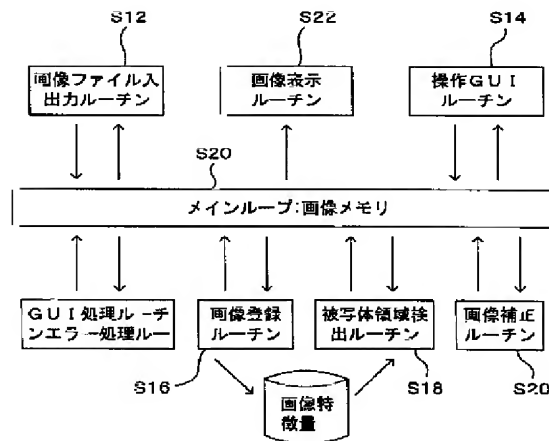 S12
S22
S14
画像ファイル入
出力ルーチン
画像表示
ルーチン
操作GUI
ルーチン
S20
メインループ:画像メモリ
GUI処理ルーチ
ンエラー処理ルー
画像登録
ルーチン
被写体領域検
出ルーチン
画像補正
ルーチン
S16
S18
S20
画像特
徴量